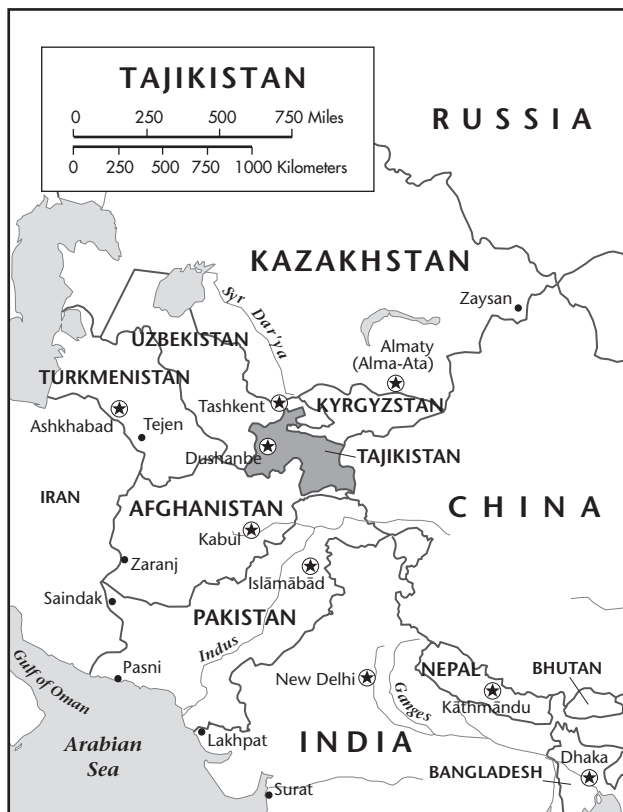 TAJIKISTAN
0 250 500 750 Miles
0 250 500 750 1000 Kilometers
RUSSIA
KAZAKHSTAN
Zaysan
Syr Dar'ya
UZBEKISTAN
Almaty
(Alma-Ata)
TURKMENISTAN
Tashkent
KYRGYZSTAN
Ashkhabad
Tejen
Dushanbe
TAJIKISTAN
IRAN
AFGHANISTAN
CHINA
Kabul
Zaranj
Islāmābād
Saindak
PAKISTAN
Indus
Gulf of Oman
Pasni
New Delhi
NEPAL
BHUTAN
Ganges
Kāthmāndu
Arabian
Sea
Lakhpat
INDIA
Dhaka
BANGLADESH
Surat